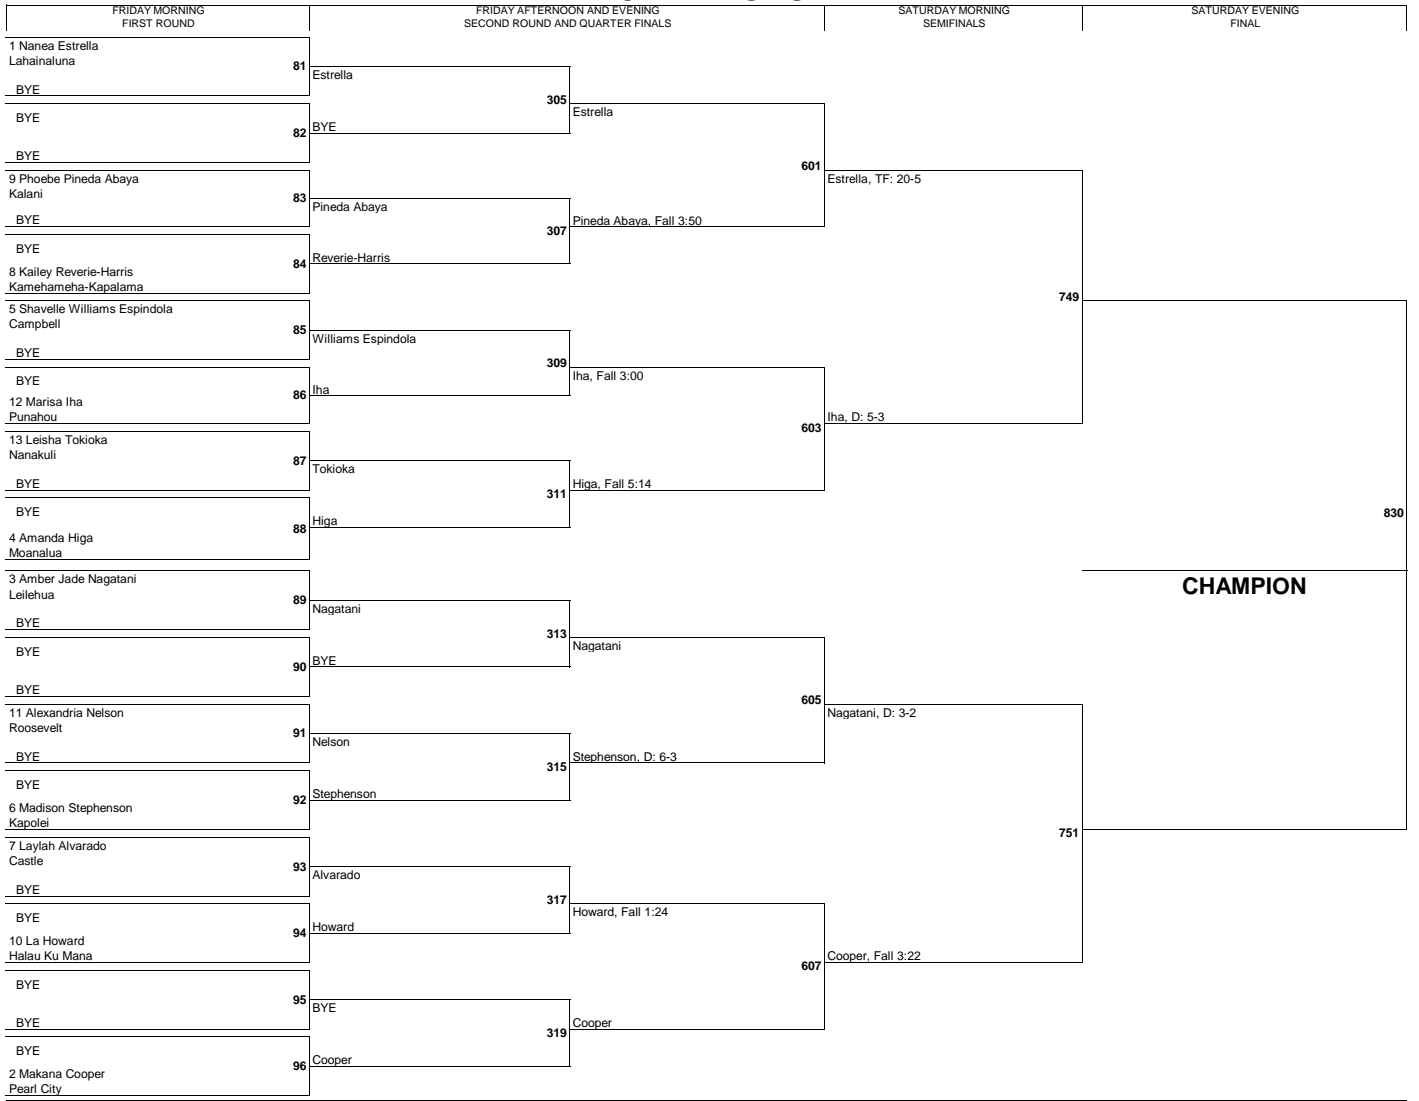 FRIDAY MORNING
FIRST ROUND
FRIDAY AFTERNOON AND EVENING
SECOND ROUND AND QUARTER FINALS
SATURDAY MORNING
SEMIFINALS
SATURDAY EVENING
FINAL
1 Nanea Estrella
Lahainaluna
81
BYE
BYE
82
BYE
9 Phoebe Pineda Abaya
Kalani
83
BYE
BYE
84
8 Kailey Reverie-Harris
Kamehameha-Kapalama
5 Shavelle Williams Espindola
Campbell
85
BYE
BYE
86
12 Marisa Iha
Punahou
13 Leisha Tokioka
Nanakuli
87
BYE
BYE
88
4 Amanda Higa
Moanalua
3 Amber Jade Nagatani
Leilehua
89
BYE
BYE
90
BYE
11 Alexandria Nelson
Roosevelt
91
BYE
BYE
92
6 Madison Stephenson
Kapolei
7 Laylah Alvarado
Castle
93
BYE
BYE
94
10 La Howard
Halau Ku Mana
BYE
95
BYE
BYE
96
2 Makana Cooper
Pearl City
Estrella
305
BYE
Pineda Abaya
307
Reverie-Harris
Williams Espindola
309
Iha
Tokioka
311
Higa
Nagatani
313
BYE
Nelson
315
Stephenson
Alvarado
317
Howard
BYE
319
Cooper
Estrella
601
Pineda Abaya, Fall 3:50
Iha, Fall 3:00
603
Higa, Fall 5:14
Nagatani
605
Stephenson, D: 6-3
Howard, Fall 1:24
607
Cooper
Estrella, TF: 20-5
749
Iha, D: 5-3
Nagatani, D: 3-2
751
Cooper, Fall 3:22
830
CHAMPION